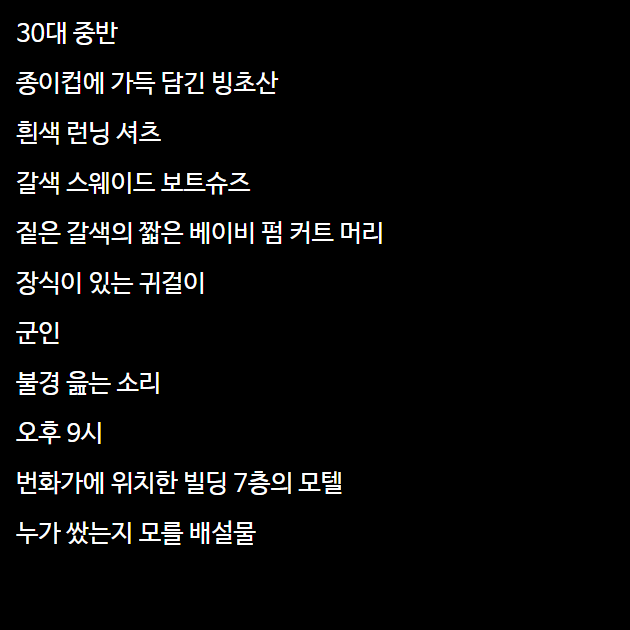 30대 중반
종이컵에 가득 담긴 빙초산
흰색 런닝 셔츠
갈색 스웨이드 보트슈즈
짙은 갈색의 짧은 베이비 펌 커트 머리
장식이 있는 귀걸이
군인
불경 읊는 소리
오후 9시
번화가에 위치한 빌딩 7층의 모텔
누가 쌌는지 모를 배설물